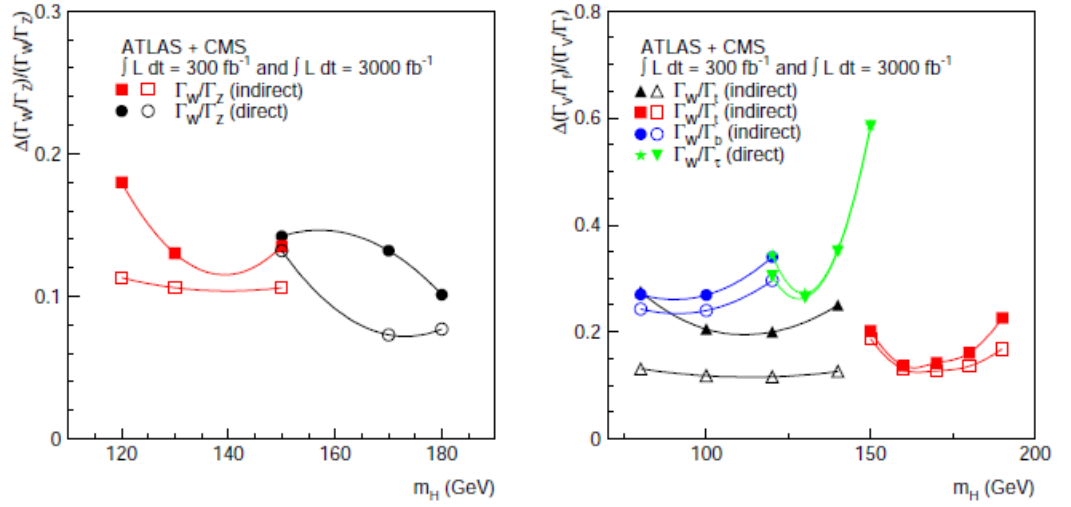 Δ(Γ_W/Γ_Z)/(Γ_W/Γ_Z)
0.3
0.2
0.1
0
ATLAS + CMS
∫ L dt = 300 fb⁻¹ and ∫ L dt = 3000 fb⁻¹
Γ_W/Γ_Z (indirect)
Γ_W/Γ_Z (direct)
120 140 160 180
m_H (GeV)
Δ(Γ_V/Γ_f)/(Γ_V/Γ_f)
0.8
0.6
0.4
0.2
0
ATLAS + CMS
∫ L dt = 300 fb⁻¹ and ∫ L dt = 3000 fb⁻¹
Γ_W/Γ_t (indirect)
Γ_W/Γ_t (indirect)
Γ_W/Γ_b (indirect)
Γ_W/Γ_τ (direct)
100 150 200
m_H (GeV)